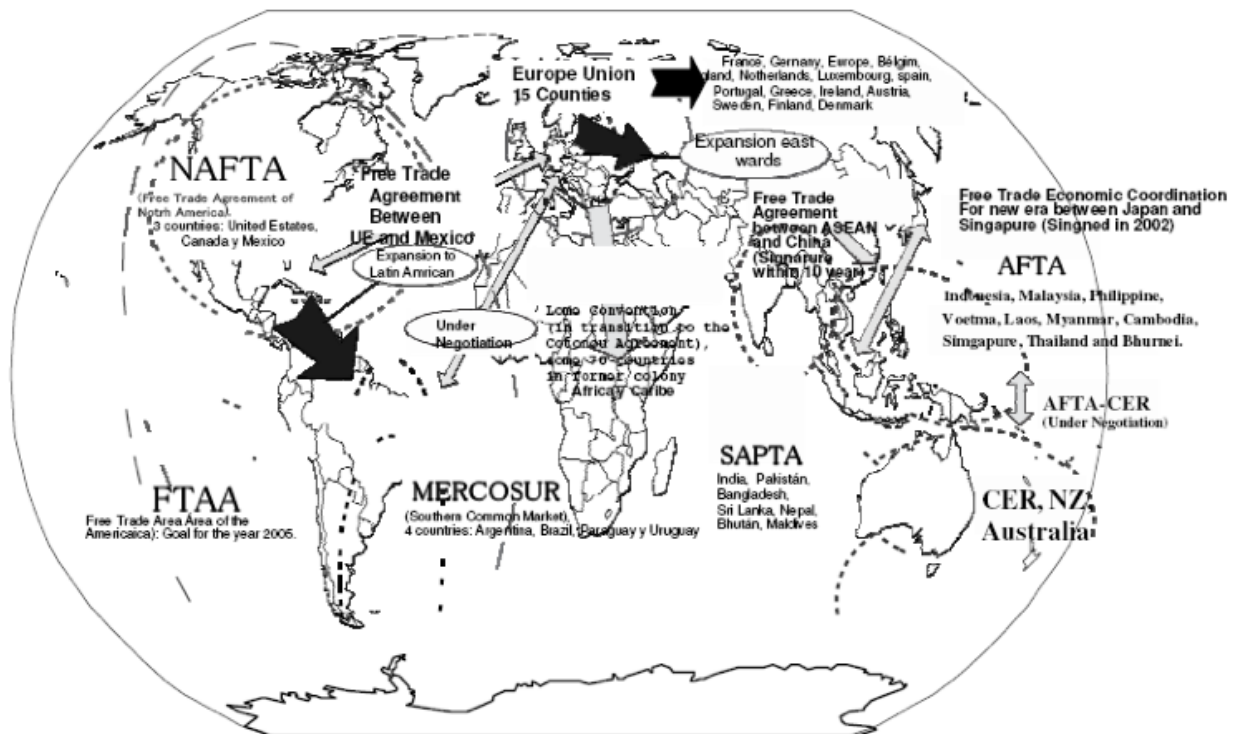 Europe Union
15 Counties
France, Gernany, Europe, Bélgim,
land, Notherlands, Luxembourg, spain,
Portugal, Greece, Ireland, Austria,
Sweden, Finland, Denmark
Expansion east
wards
NAFTA
(Free Trade Agreement of
Notrh America).
3 countries: United Estates,
Canada y Mexico
Free Trade
Agreement
Between
UE and Mexico
Expansion to
Latin Amrican
Under
Negotiation
Lome Convention
(in transition to the
Cotonou Agreement),
some 70 countries
in former colony
Africa y Caribe
Free Trade
Agreement
between ASEAN
and China
(Signarure
within 10 year)
Free Trade Economic Coordination
For new era between Japan and
Singapure (Singned in 2002)
AFTA
Indonesia, Malaysia, Philippine,
Voetma, Laos, Myanmar, Cambodia,
Simgapure, Thailand and Bhurnei.
AFTA-CER
(Under Negotiation)
SAPTA
India, Pakistán,
Bangladesh,
Sri Lanka, Nepal,
Bhután, Maldives
CER, NZ,
Australia
FTAA
Free Trade Area Area of the
Americaica): Goal for the year 2005.
MERCOSUR
(Southern Common Market),
4 countries: Argentina, Brazil, Paraguay y Uruguay